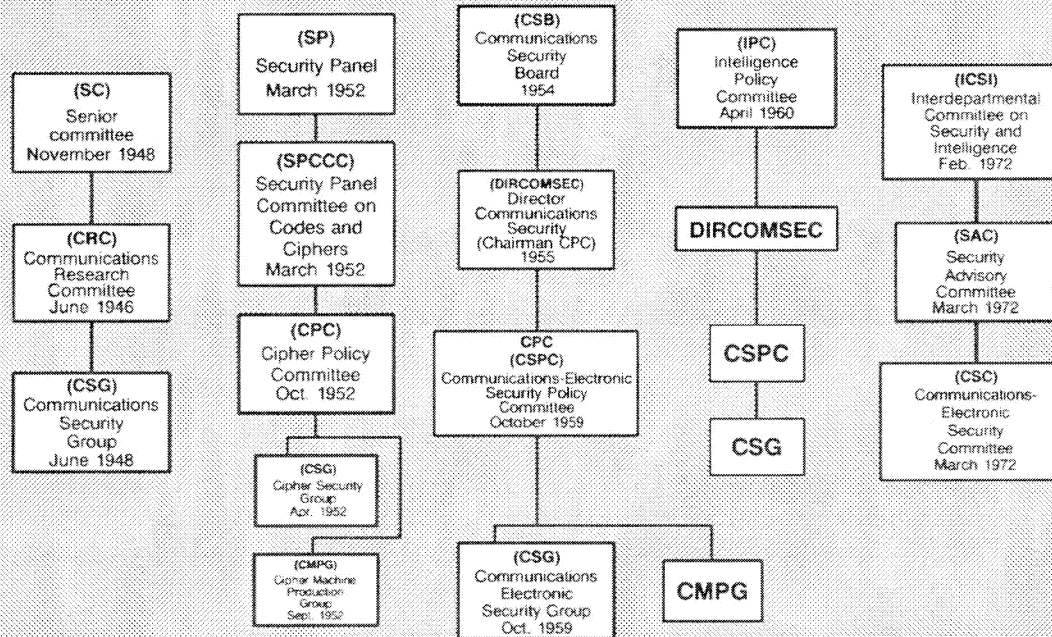 (SC)
Senior
committee
November 1948
(CRC)
Communications
Research
Committee
June 1946
(CSG)
Communications
Security
Group
June 1948
(SP)
Security Panel
March 1952
(SPCCC)
Security Panel
Committee on
Codes and
Ciphers
March 1952
(CPC)
Cipher Policy
Committee
Oct. 1952
(CSG)
Cipher Security
Group
Apr. 1952
(CMPG)
Cipher Machine
Production
Group
Sept. 1952
(CSB)
Communications
Security
Board
1954
(DIRCOMSEC)
Director
Communications
Security
(Chairman CPC)
1955
CPC
(CSPC)
Communications-Electronic
Security Policy
Committee
October 1959
(CSG)
Communications
Electronic
Security Group
Oct. 1959
CMPG
(IPC)
Intelligence
Policy
Committee
April 1960
DIRCOMSEC
CSPC
CSG
(ICSI)
Interdepartmental
Committee on
Security and
Intelligence
Feb. 1972
(SAC)
Security
Advisory
Committee
March 1972
(CSC)
Communications-
Electronic
Security
Committee
March 1972